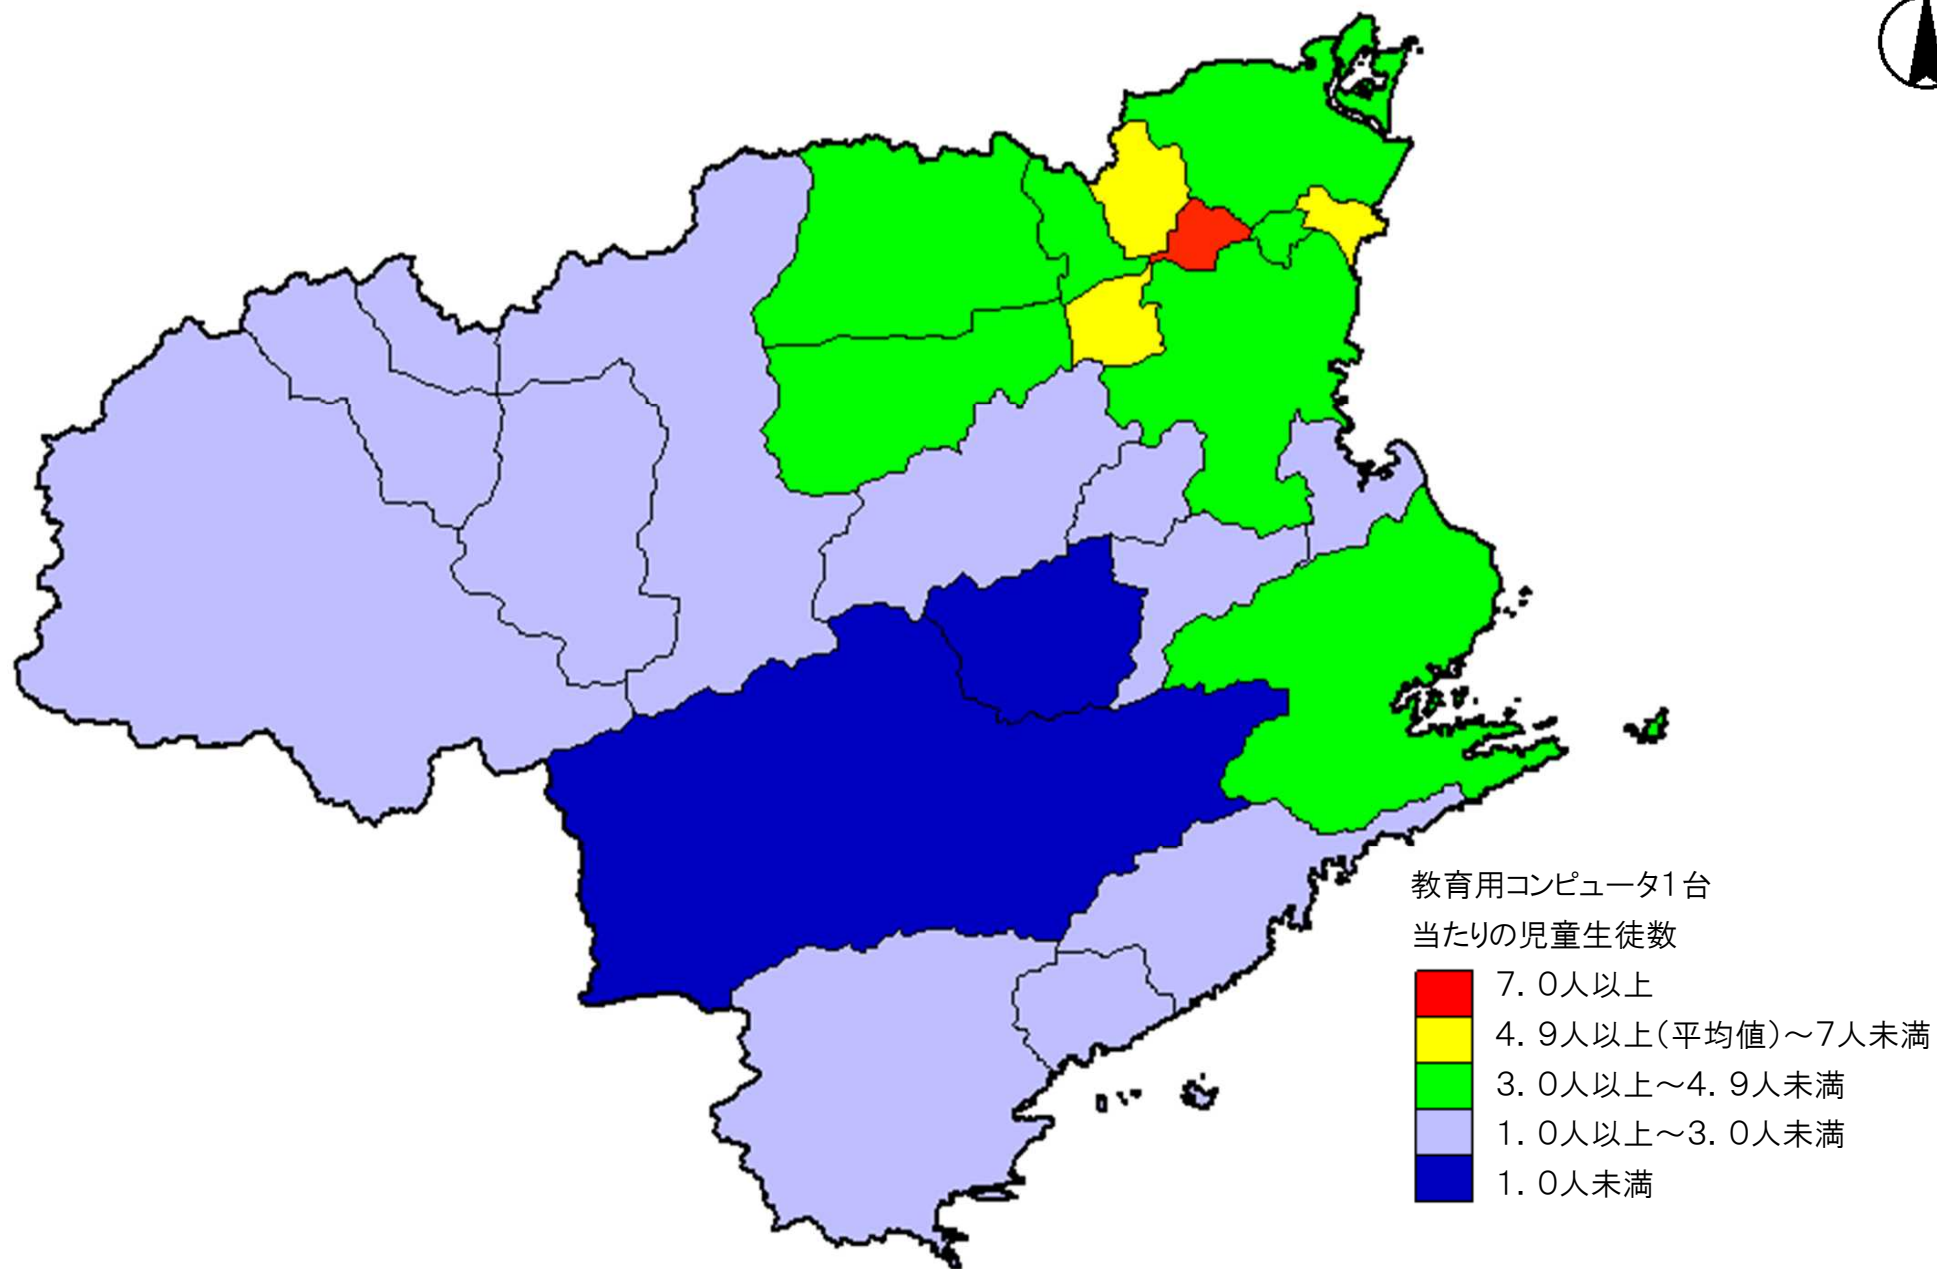 教育用コンピュータ1台
当たりの児童生徒数
7．0人以上
4．9人以上(平均値)～7人未満
3．0人以上～4．9人未満
1．0人以上～3．0人未満
1．0人未満